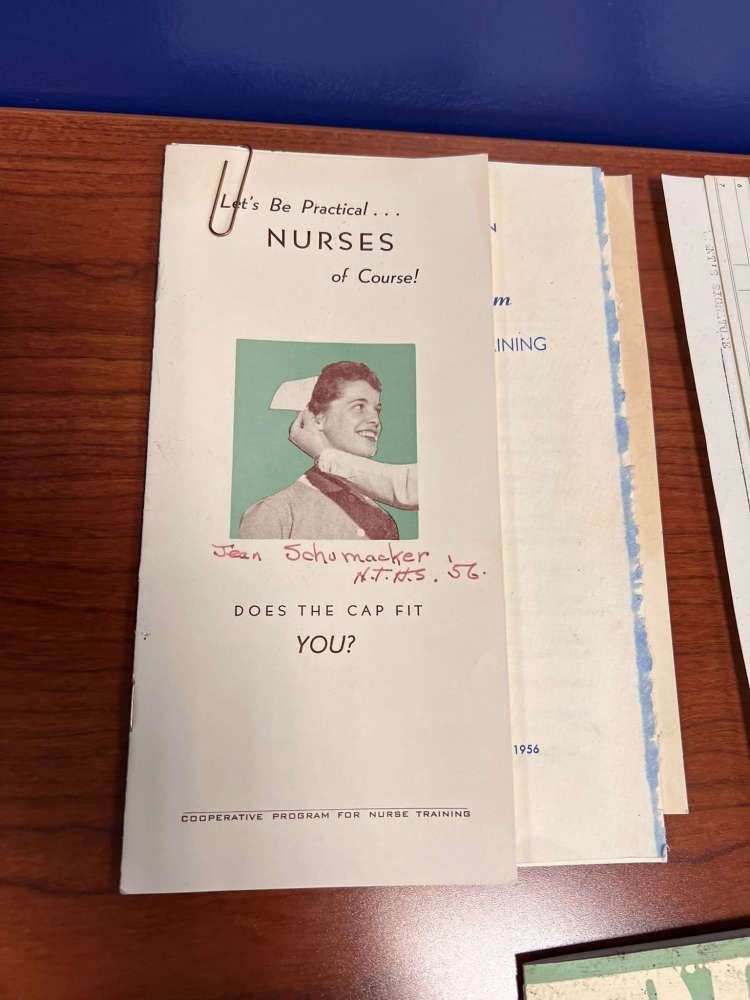 Let's Be Practical . . .
NURSES
of Course!
Jean Schumacker
N.T.H.S. '56.
DOES THE CAP FIT
YOU?
COOPERATIVE PROGRAM FOR NURSE TRAINING
N
m
INING
1956